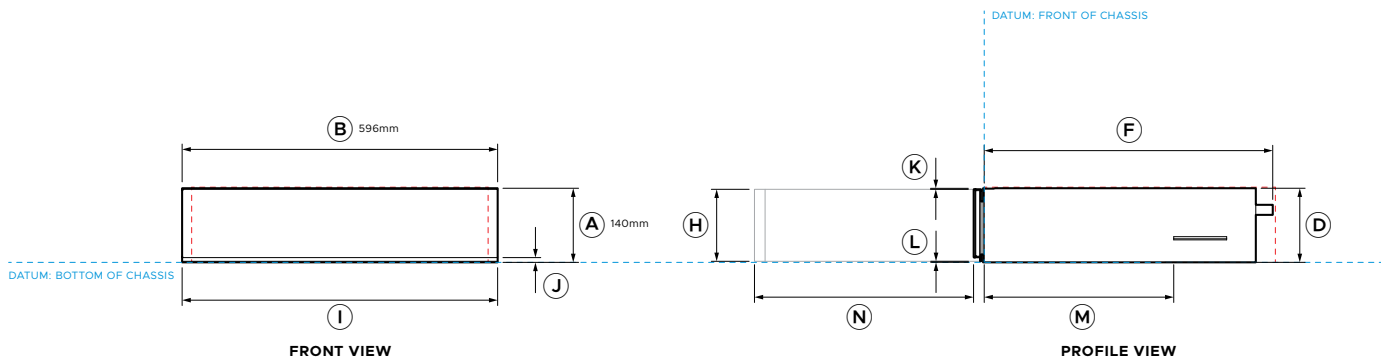 DATUM: FRONT OF CHASSIS
F
B 596mm
K
H
A 140mm
L
D
DATUM: BOTTOM OF CHASSIS
J
I
N
M
FRONT VIEW
PROFILE VIEW